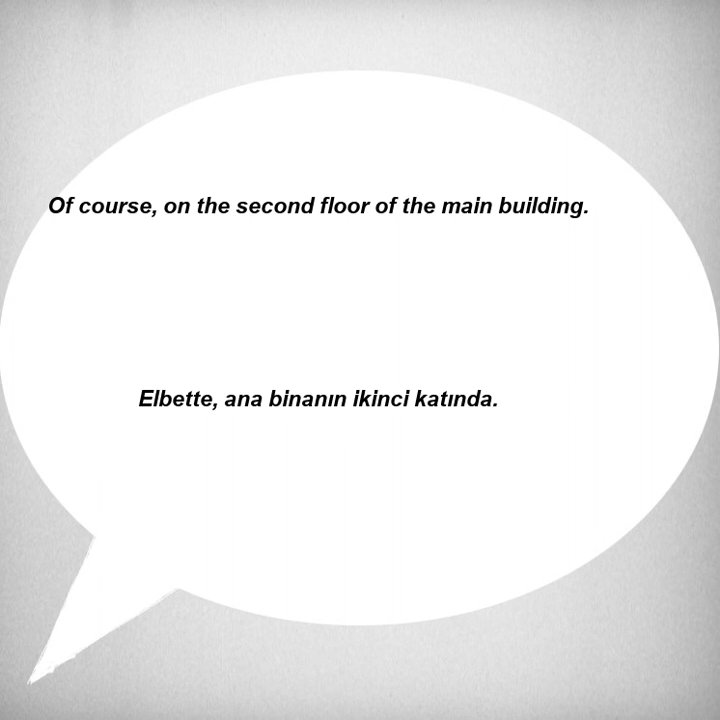 Of course, on the second floor of the main building.
Elbette, ana binanın ikinci katında.